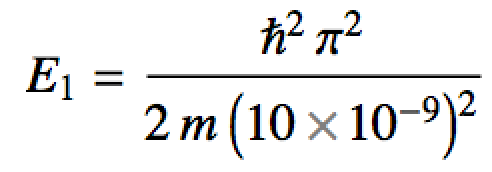 E₁ = ℏ² π² / 2 m (10 × 10⁻⁹)²